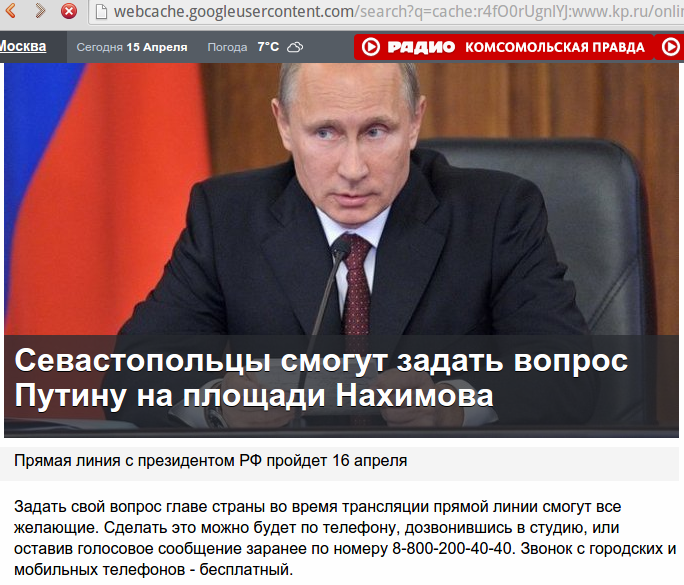 webcache.googleusercontent.com/search?q=cache:r4fO0rUgnlYJ:www.kp.ru/onli
Москва
Сегодня 15 Апреля
Погода 7°C
РАДИО КОМСОМОЛЬСКАЯ ПРАВДА
Севастопольцы смогут задать вопрос
Путину на площади Нахимова
Прямая линия с президентом РФ пройдет 16 апреля
Задать свой вопрос главе страны во время трансляции прямой линии смогут все
желающие. Сделать это можно будет по телефону, дозвонившись в студию, или
оставив голосовое сообщение заранее по номеру 8-800-200-40-40. Звонок с городских и
мобильных телефонов - бесплатный.